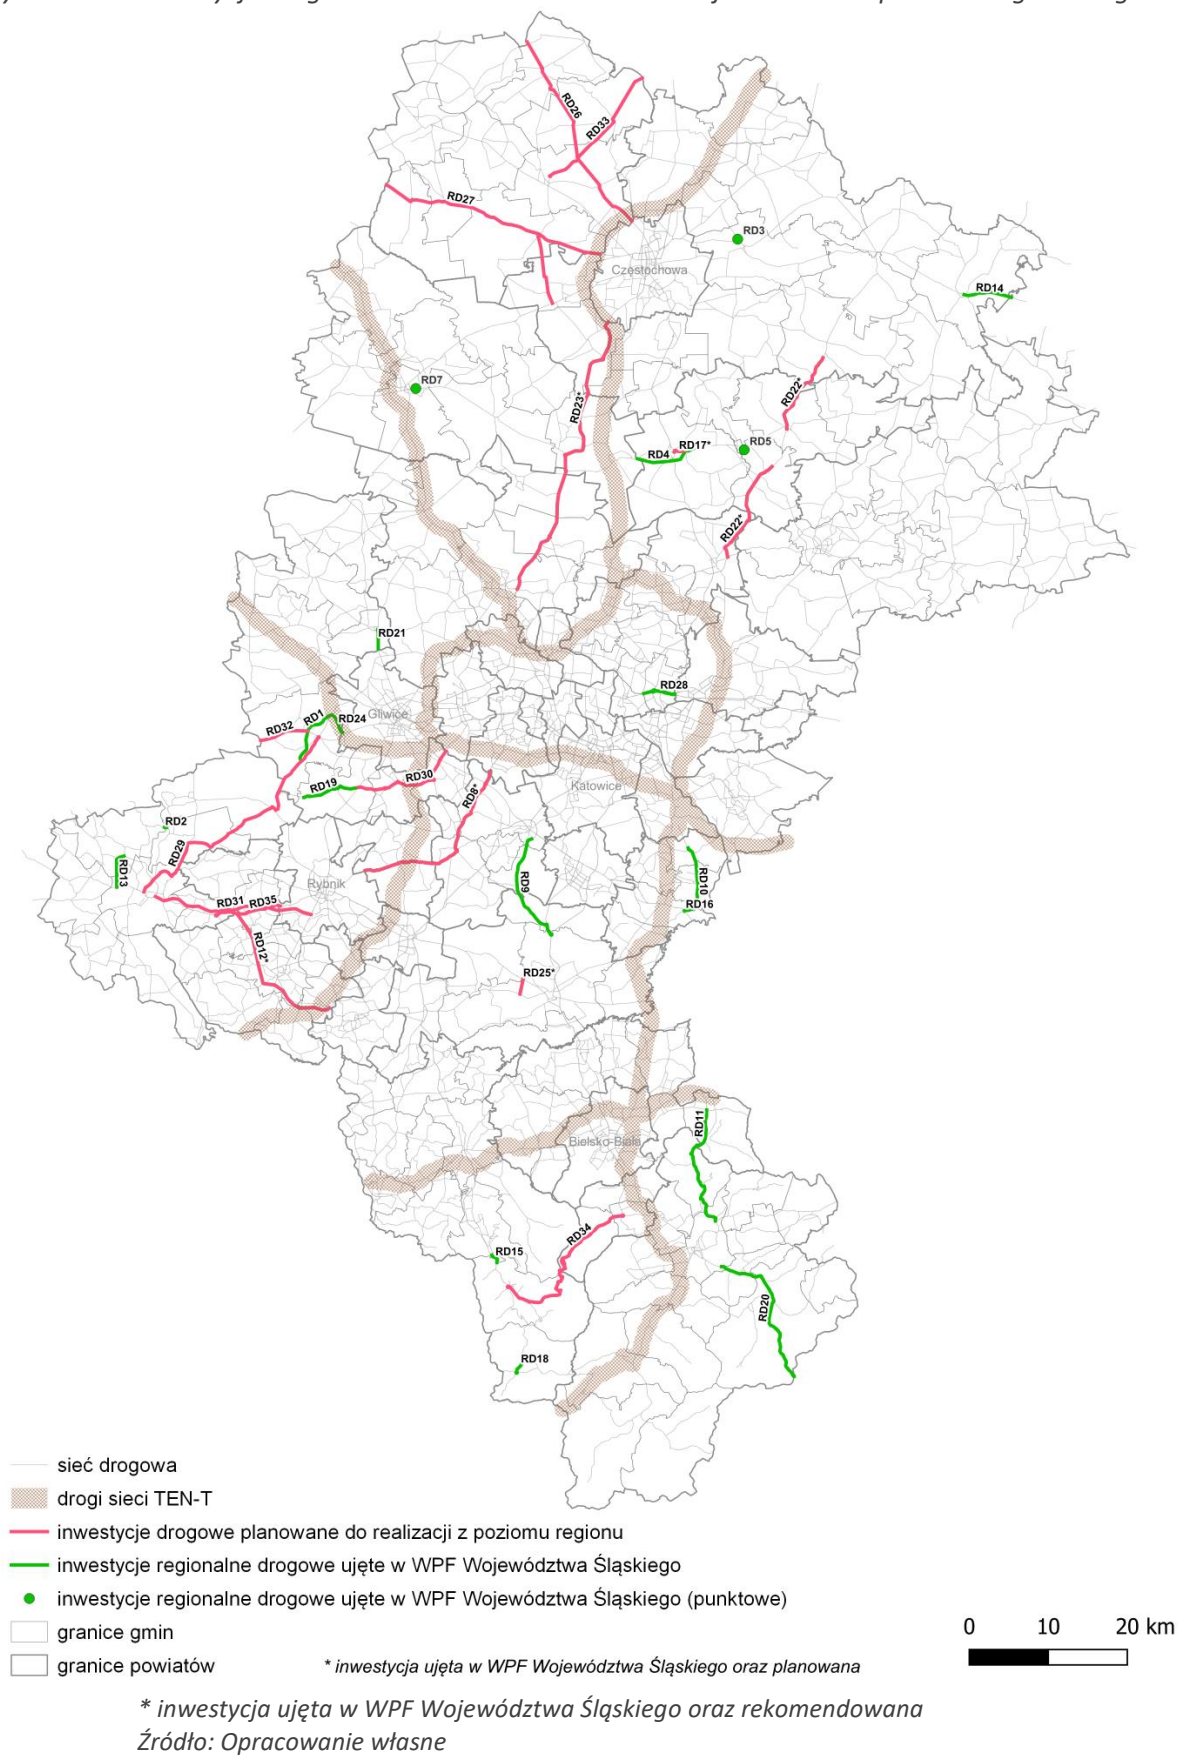 RD26
RD33
RD27
RD3
Częstochowa
RD14
RD7
RD22*
RD23*
RD17*
RD4
RD5
RD22*
RD21
RD28
RD1
RD24
Gliwice
RD32
RD30
RD19
RD8*
Katowice
RD2
RD29
RD13
RD9
RD10
Rybnik
RD31
RD35
RD16
RD12*
RD25*
RD11
Bielsko-Biała
RD34
RD15
RD20
RD18
sieć drogowa
drogi sieci TEN-T
inwestycje drogowe planowane do realizacji z poziomu regionu
inwestycje regionalne drogowe ujęte w WPF Województwa Śląskiego
inwestycje regionalne drogowe ujęte w WPF Województwa Śląskiego (punktowe)
granice gmin
granice powiatów
* inwestycja ujęta w WPF Województwa Śląskiego oraz planowana
0 10 20 km
* inwestycja ujęta w WPF Województwa Śląskiego oraz rekomendowana
Źródło: Opracowanie własne